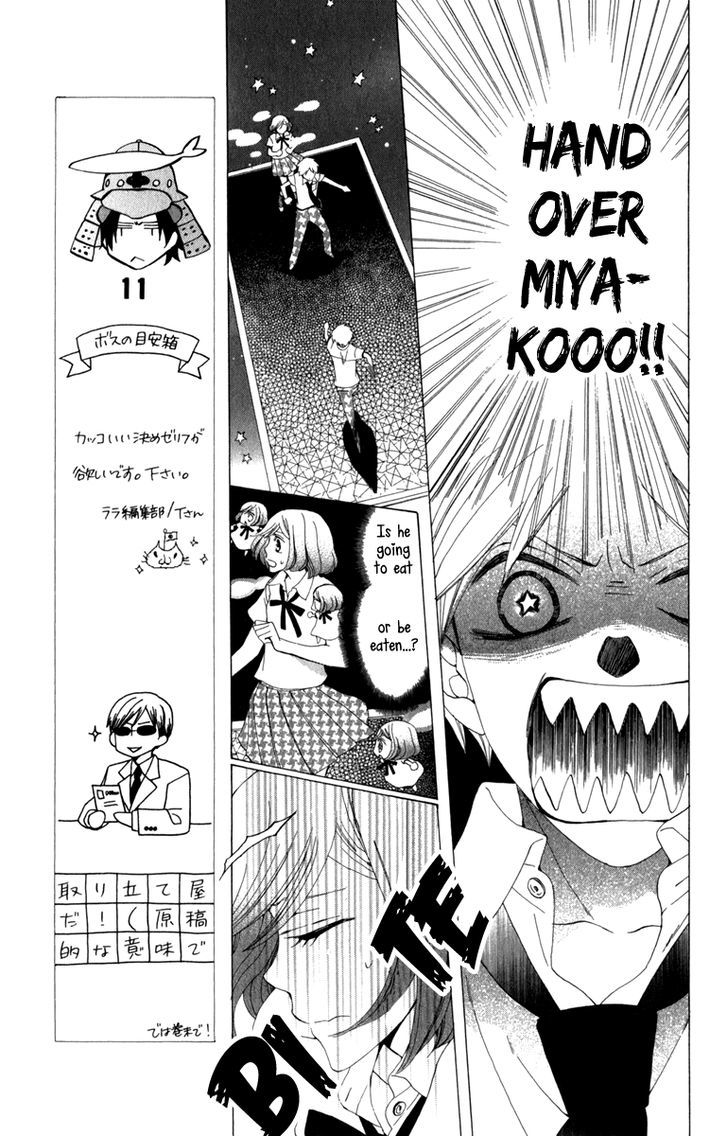 HAND
OVER
MIYA-
KOOO!!
Is he
going
to eat
or be
eaten...?
BI
TE
11
ボスの目安箱
カッコいい決めゼリフが
欲しいです。下さい。
ララ編集部/Tさん
取り立て屋
だ!(原稿
的な意味で
では巻末で!